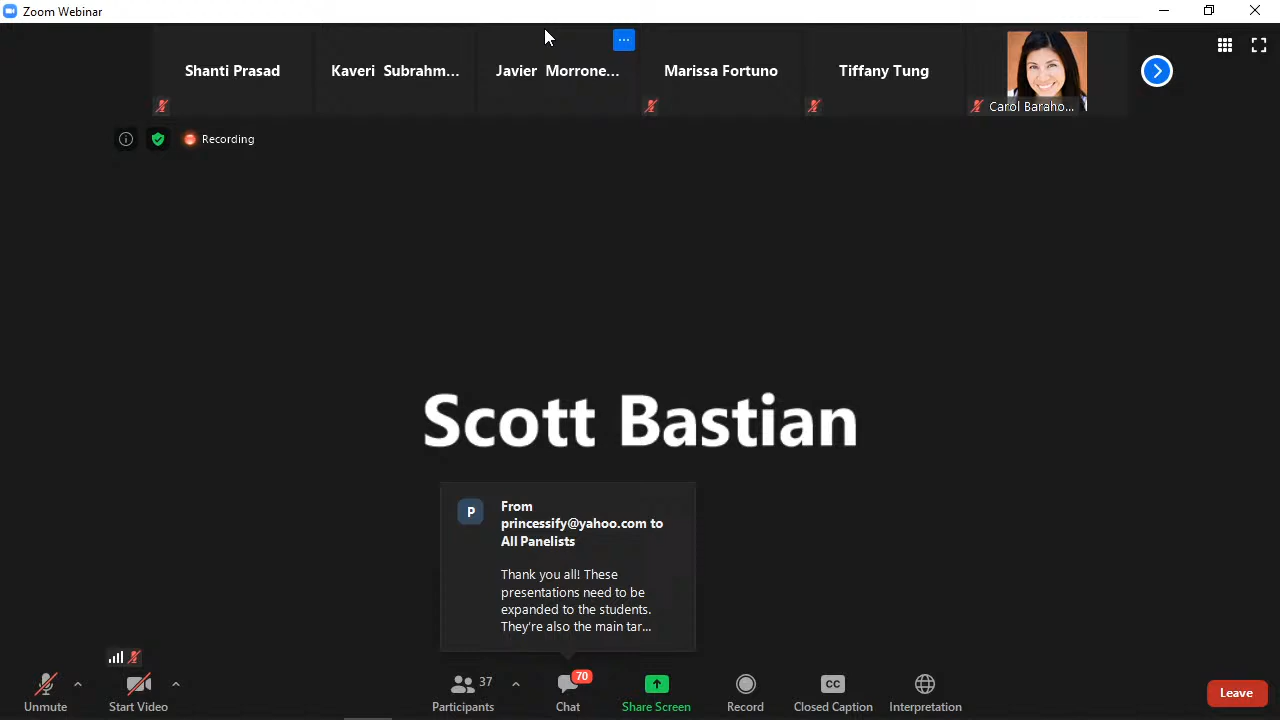 Zoom Webinar
Shanti Prasad
Kaveri Subrahm...
Javier Morrone...
Marissa Fortuno
Tiffany Tung
Carol Baraho...
Recording
Scott Bastian
P
From
princessify@yahoo.com to
All Panelists
Thank you all! These
presentations need to be
expanded to the students.
They're also the main tar...
Unmute
Start Video
37
Participants
70
Chat
Share Screen
Record
CC
Closed Caption
Interpretation
Leave